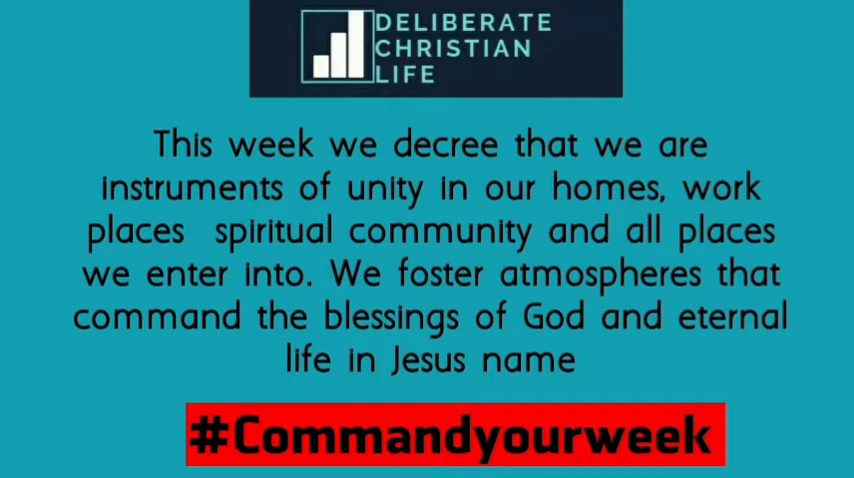 DELIBERATE
CHRISTIAN
LIFE
This week we decree that we are
instruments of unity in our homes, work
places spiritual community and all places
we enter into. We foster atmospheres that
command the blessings of God and eternal
life in Jesus name
#Commandyourweek